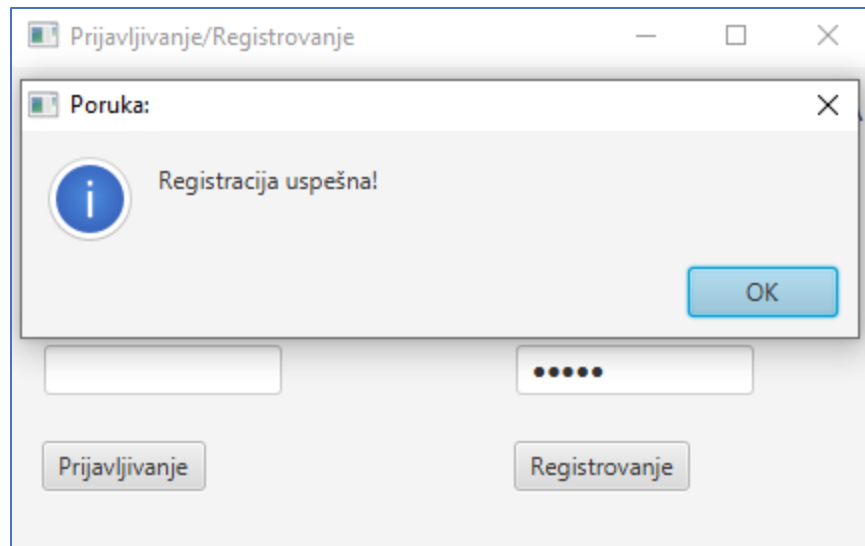 Prijavljivanje/Registrovanje
Poruka:
Registracija uspešna!
OK
Prijavljivanje
Registrovanje